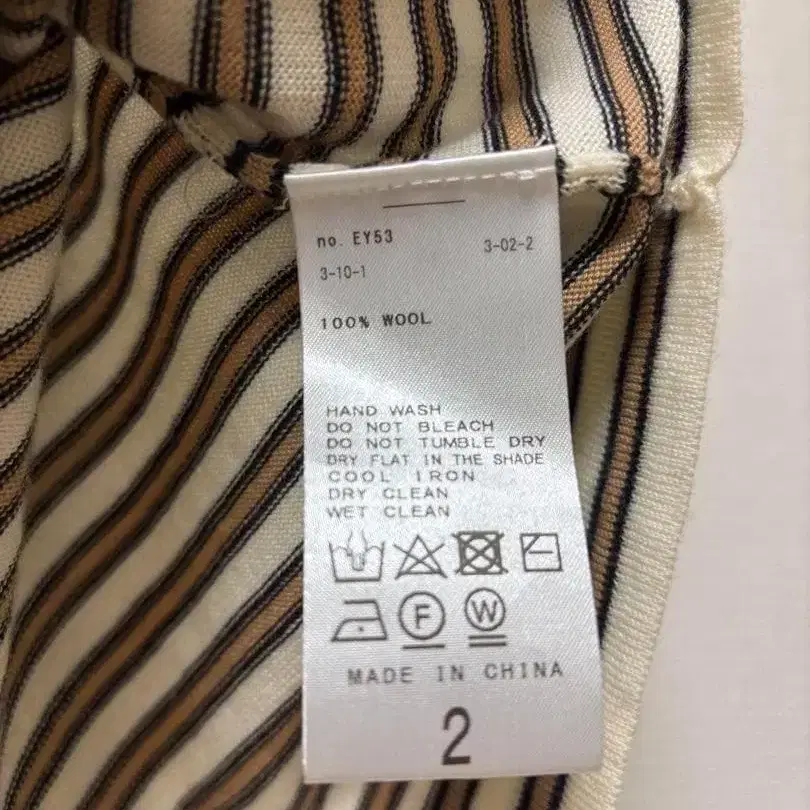 no. EY53
3-02-2
3-10-1
100% WOOL
HAND WASH
DO NOT BLEACH
DO NOT TUMBLE DRY
DRY FLAT IN THE SHADE
COOL IRON
DRY CLEAN
WET CLEAN
F W
MADE IN CHINA
2